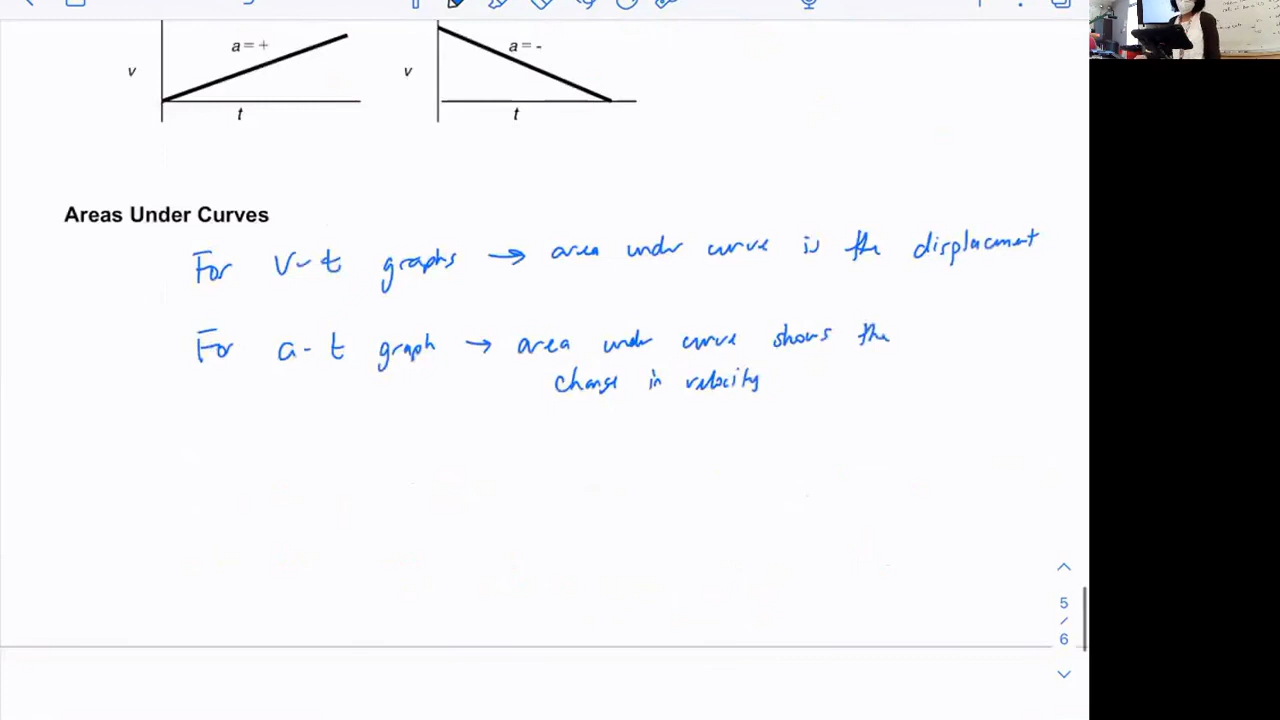 a = +
a = -
v
v
t
t
Areas Under Curves
For v-t graphs → area under curve is the displacement
For a-t graph → area under curve shows the
change in velocity
5
/
6